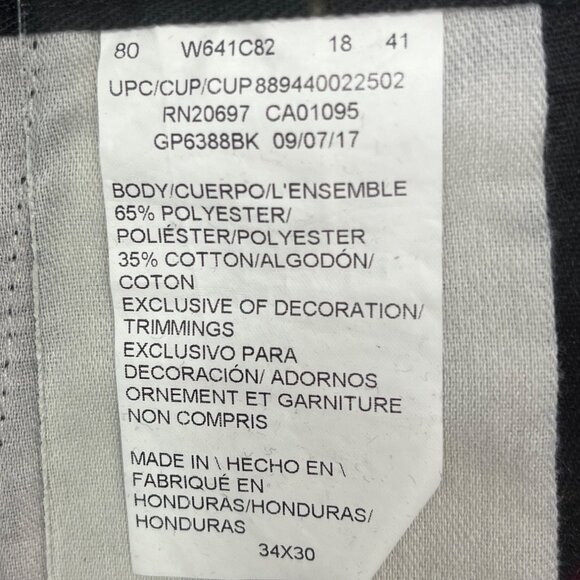 80 W641C82 18 41
UPC/CUP/CUP889440022502
RN20697 CA01095
GP6388BK 09/07/17
BODY/CUERPO/L'ENSEMBLE
65% POLYESTER/
POLIÉSTER/POLYESTER
35% COTTON/ALGODÓN/
COTON
EXCLUSIVE OF DECORATION/
TRIMMINGS
EXCLUSIVO PARA
DECORACIÓN/ ADORNOS
ORNEMENT ET GARNITURE
NON COMPRIS
MADE IN \ HECHO EN \
FABRIQUÉ EN
HONDURAS/HONDURAS/
HONDURAS
34X30